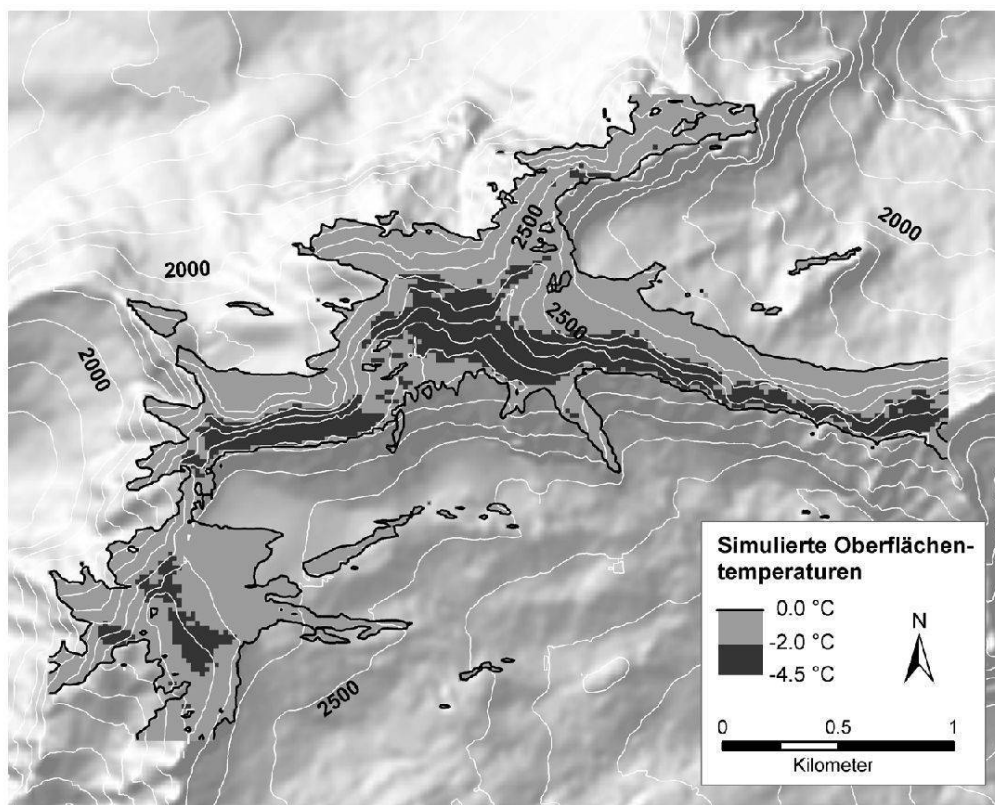 2500
2000
2000
2500
2000
2500
Simulierte Oberflächen-
temperaturen
0.0 °C
-2.0 °C
-4.5 °C
N
0 0.5 1
Kilometer